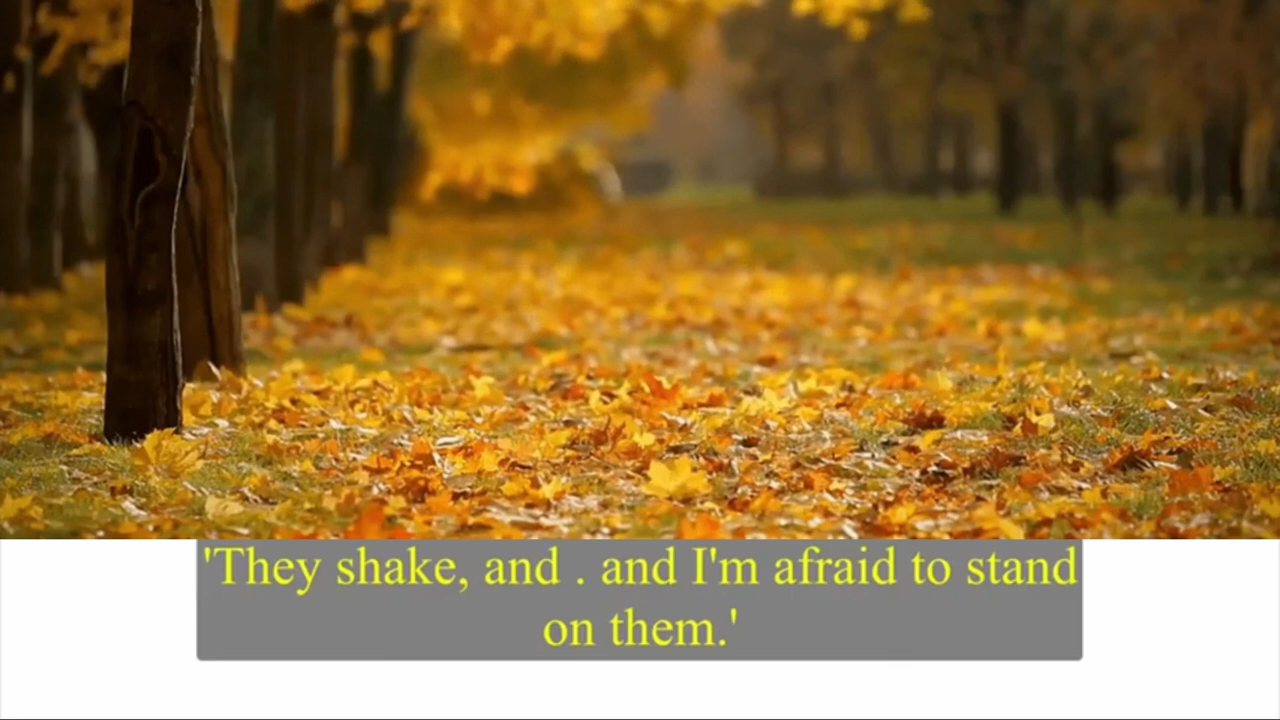 'They shake, and . and I'm afraid to stand
on them.'